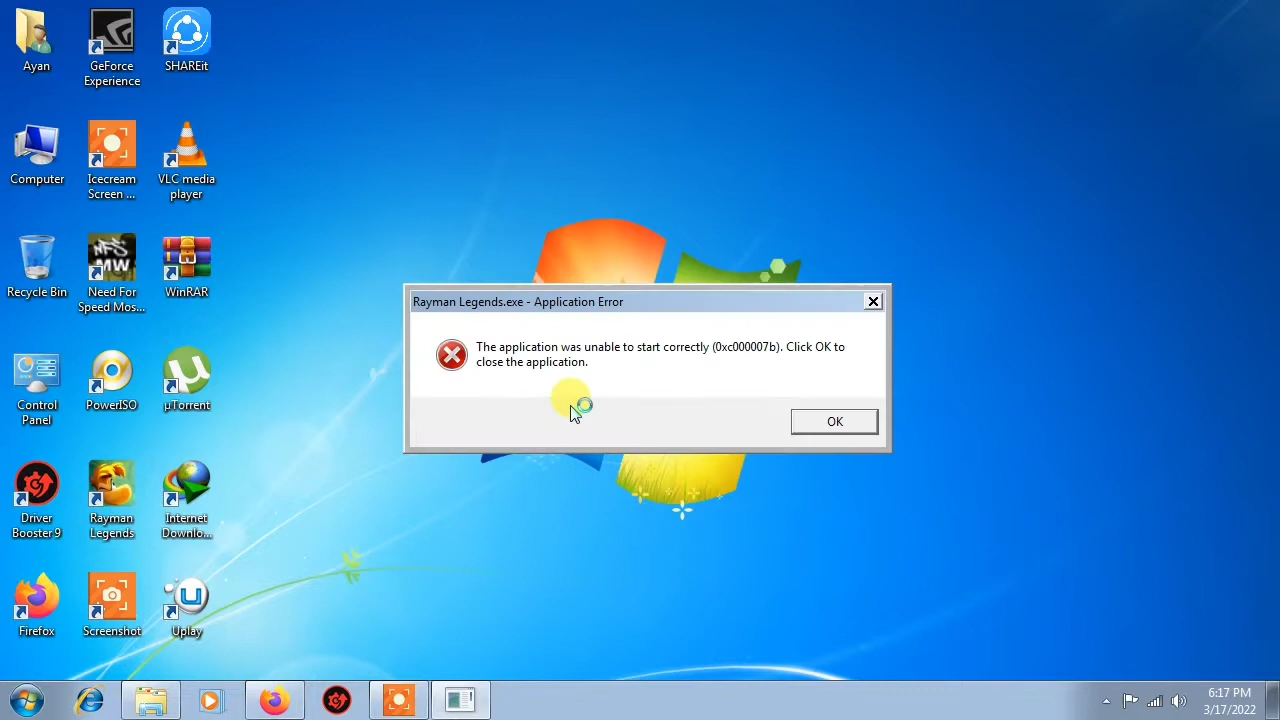 Ayan
GeForce
Experience
SHAREit
Computer
Icecream
Screen ...
VLC media
player
Recycle Bin
NFS
MW
Need For
Speed Mos...
WinRAR
Control
Panel
PowerISO
µTorrent
Driver
Booster 9
Rayman
Legends
Internet
Downlo...
Firefox
Screenshot
U
Uplay
Rayman Legends.exe - Application Error
The application was unable to start correctly (0xc000007b). Click OK to
close the application.
OK
6:17 PM
3/17/2022